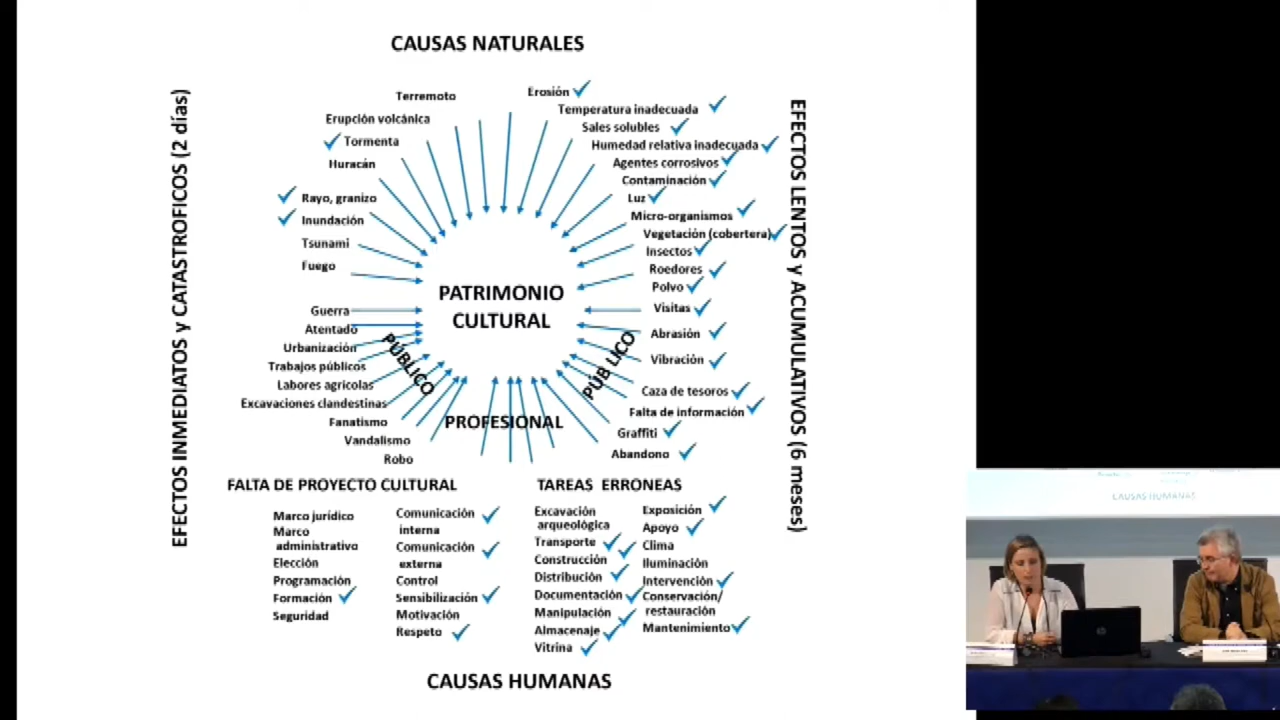 CAUSAS NATURALES
EFECTOS INMEDIATOS y CATASTROFICOS (2 días)
Terremoto
Erupción volcánica
Tormenta
Huracán
Rayo, granizo
Inundación
Tsunami
Fuego
Guerra
Atentado
Urbanización
Trabajos públicos
Labores agrícolas
Excavaciones clandestinas
Fanatismo
Vandalismo
Robo
Erosión
Temperatura inadecuada
Sales solubles
Humedad relativa inadecuada
Agentes corrosivos
Contaminación
Luz
Micro-organismos
Vegetación (cobertera)
Insectos
Roedores
Polvo
Visitas
Abrasión
Vibración
Caza de tesoros
Falta de información
Graffiti
Abandono
EFECTOS LENTOS y ACUMULATIVOS (6 meses)
PATRIMONIO
CULTURAL
PÚBLICO
PÚBLICO
PROFESIONAL
FALTA DE PROYECTO CULTURAL
Marco jurídico
Marco
administrativo
Elección
Programación
Formación
Seguridad
Comunicación
interna
Comunicación
externa
Control
Sensibilización
Motivación
Respeto
TAREAS ERRONEAS
Excavación
arqueológica
Transporte
Construcción
Distribución
Documentación
Manipulación
Almacenaje
Vitrina
Exposición
Apoyo
Clima
Iluminación
Intervención
Conservación/
restauración
Mantenimiento
CAUSAS HUMANAS
CAUSAS HUMANAS